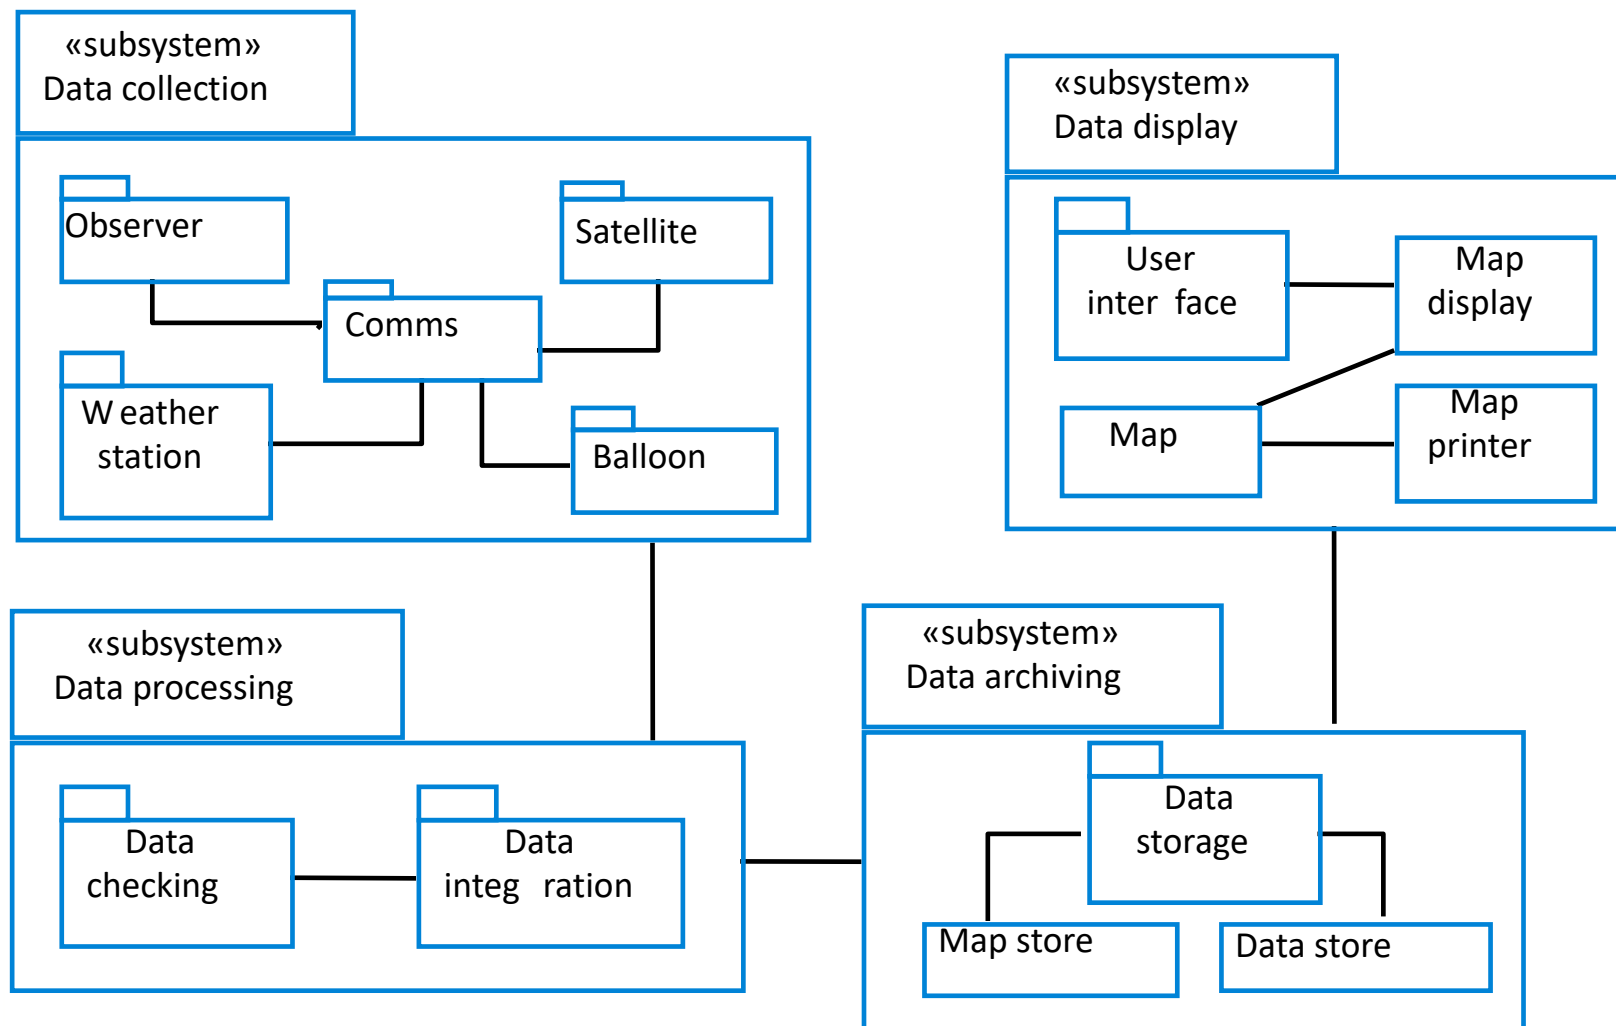 «subsystem»
Data collection
Observer
Satellite
Comms
W eather
station
Balloon
«subsystem»
Data display
User
inter face
Map
display
Map
Map
printer
«subsystem»
Data processing
Data
checking
Data
integ ration
«subsystem»
Data archiving
Data
storage
Map store
Data store